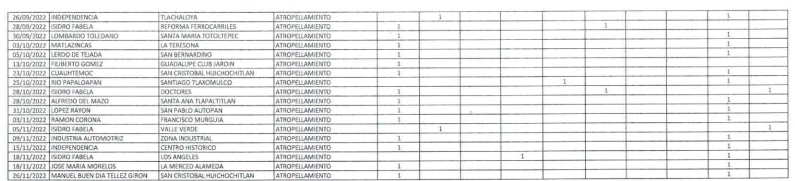 26/09/2022 INDEPENDENCIA TLACHALOYA ATROPELLAMIENTO 1 1
28/09/2022 ISIDRO FABELA REFORMA FERROCARRILES ATROPELLAMIENTO 1 1
30/09/2022 LOMBARDO TOLEDANO SANTA MARIA TOTOLTEPEC ATROPELLAMIENTO 1 1
03/10/2022 MATLAZINCAS LA TERESONA ATROPELLAMIENTO 1 1
05/10/2022 LERDO DE TEJADA SAN BERNARDINO ATROPELLAMIENTO 1 1
13/10/2022 FILIBERTO GOMEZ GUADALUPE CLUB JARDIN ATROPELLAMIENTO 1 1
23/10/2022 CUAUHTEMOC SAN CRISTOBAL HUICHOCHITLAN ATROPELLAMIENTO 1 1
25/10/2022 RIO PAPALOAPAN SANTIAGO TLAXOMULCO ATROPELLAMIENTO 1 1
28/10/2022 ISIDRO FABELA DOCTORES ATROPELLAMIENTO 1 1 1
28/10/2022 ALFREDO DEL MAZO SANTA ANA TLAPALTITLAN ATROPELLAMIENTO 1 1
31/10/2022 LOPEZ RAYON SAN PABLO AUTOPAN ATROPELLAMIENTO 1 1
03/11/2022 RAMON CORONA FRANCISCO MURGUIA ATROPELLAMIENTO 1 1
05/11/2022 ISIDRO FABELA VALLE VERDE ATROPELLAMIENTO 1 1
09/11/2022 INDUSTRIA AUTOMOTRIZ ZONA INDUSTRIAL ATROPELLAMIENTO 1 1
15/11/2022 INDEPENDENCIA CENTRO HISTORICO ATROPELLAMIENTO 1 1
18/11/2022 ISIDRO FABELA LOS ANGELES ATROPELLAMIENTO 1 1
18/11/2022 JOSE MARIA MORELOS LA MERCED ALAMEDA ATROPELLAMIENTO 1 1
26/11/2022 MANUEL BUEN DIA TELLEZ GIRON SAN CRISTOBAL HUICHOCHITLAN ATROPELLAMIENTO 1 1